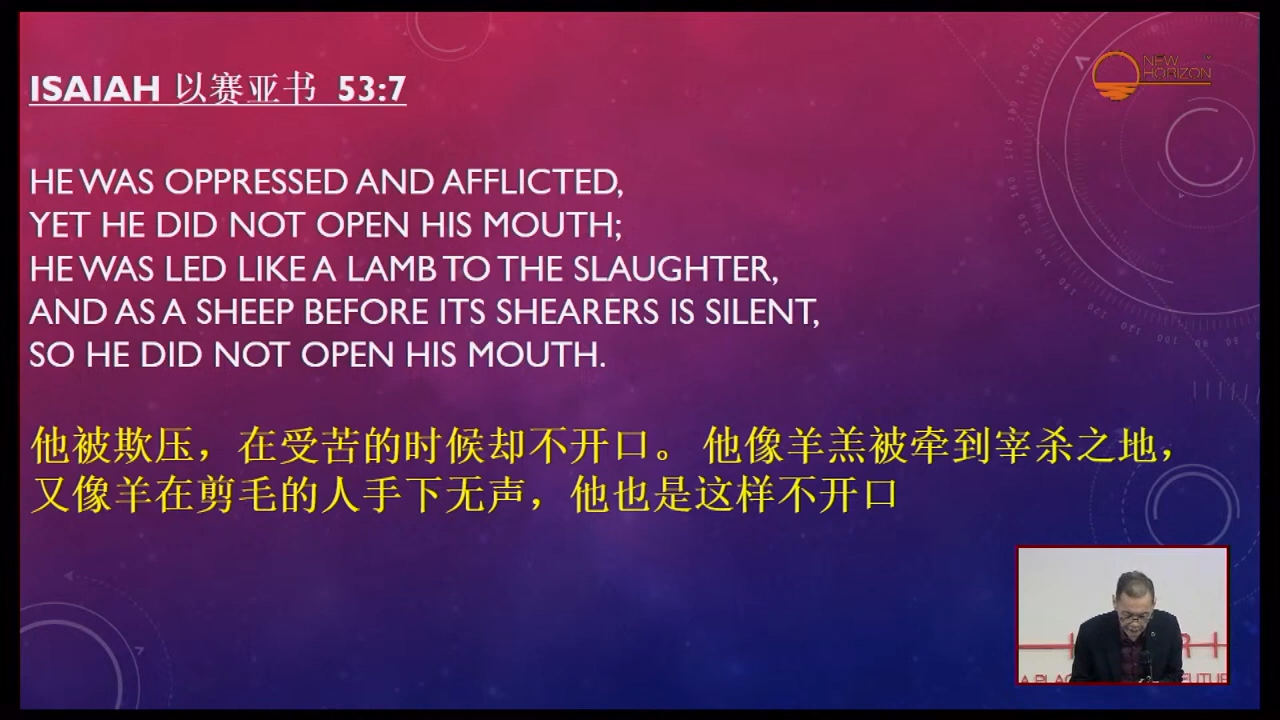 ISAIAH 以赛亚书 53:7
NEW
HORIZON
HE WAS OPPRESSED AND AFFLICTED,
YET HE DID NOT OPEN HIS MOUTH;
HE WAS LED LIKE A LAMB TO THE SLAUGHTER,
AND AS A SHEEP BEFORE ITS SHEARERS IS SILENT,
SO HE DID NOT OPEN HIS MOUTH.
他被欺压，在受苦的时候却不开口。 他像羊羔被牵到宰杀之地，
又像羊在剪毛的人手下无声，他也是这样不开口